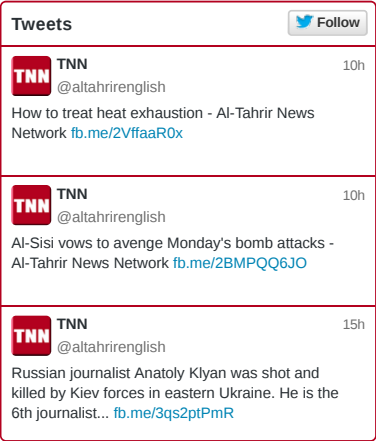 Tweets
Follow
TNN
TNN
10h
@altahrirenglish
How to treat heat exhaustion - Al-Tahrir News
Network fb.me/2VffaaR0x
TNN
TNN
10h
@altahrirenglish
Al-Sisi vows to avenge Monday's bomb attacks -
Al-Tahrir News Network fb.me/2BMPQQ6JO
TNN
TNN
15h
@altahrirenglish
Russian journalist Anatoly Klyan was shot and
killed by Kiev forces in eastern Ukraine. He is the
6th journalist... fb.me/3qs2ptPmR